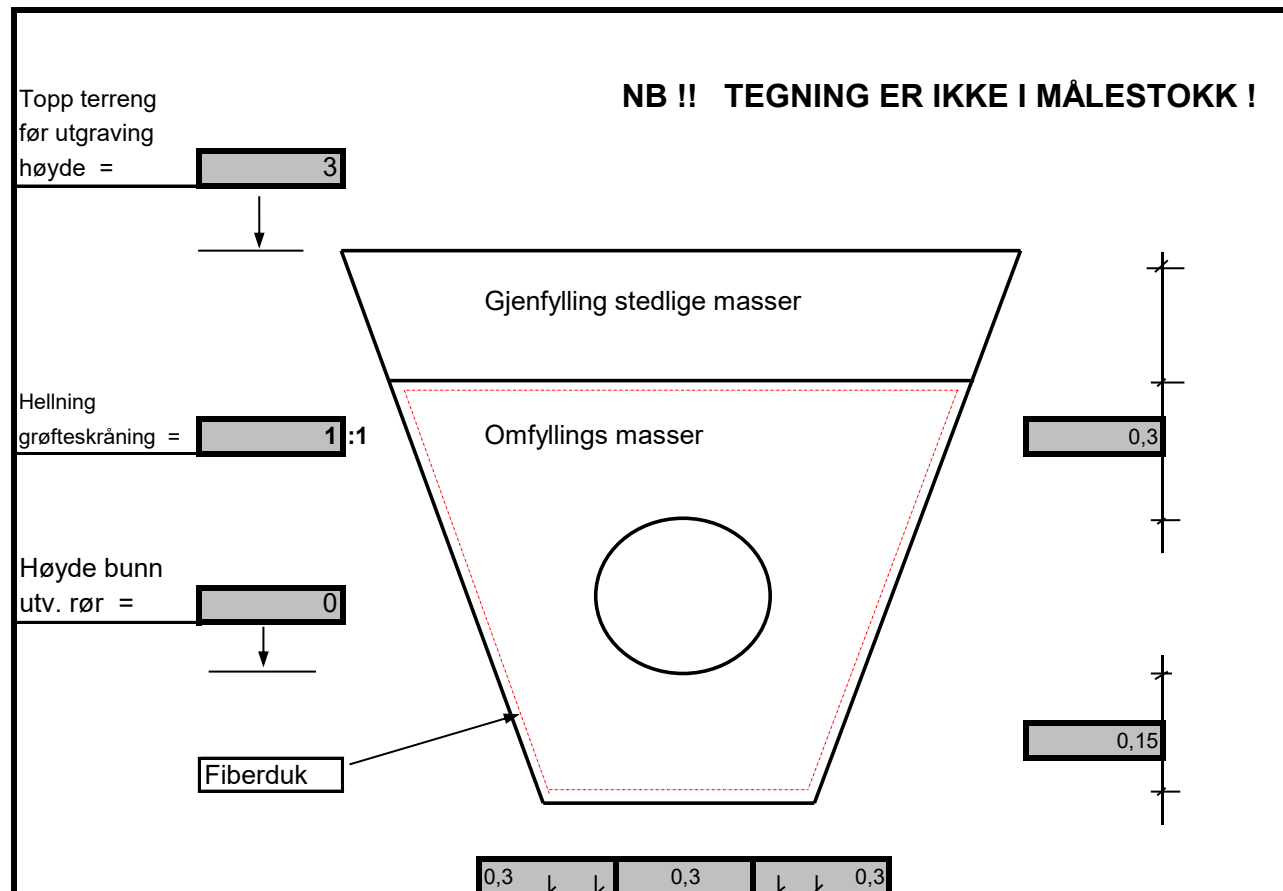 NB !! TEGNING ER IKKE I MÅLESTOKK !
Topp terreng
før utgraving
høyde = 3
Gjenfylling stedlige masser
Hellning
grøfteskråning = 1 :1
Omfyllings masser
0,3
Høyde bunn
utv. rør = 0
0,15
Fiberduk
0,3 0,3 0,3